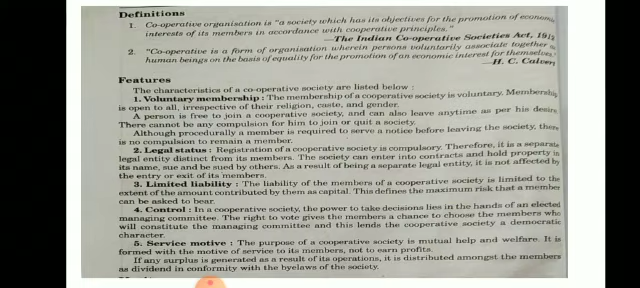 Definitions
1. Co-operative organisation is "a society which has its objectives for the promotion of economic
interests of its members in accordance with cooperative principles."
—The Indian Co-operative Societies Act, 1912
2. "Co-operative is a form of organisation wherein persons voluntarily associate together as
human beings on the basis of equality for the promotion of an economic interest for themselves."
—H. C. Calvert
Features
The characteristics of a co-operative society are listed below :
1. Voluntary membership : The membership of a cooperative society is voluntary. Membership
is open to all, irrespective of their religion, caste, and gender.
A person is free to join a cooperative society, and can also leave anytime as per his desire.
There cannot be any compulsion for him to join or quit a society.
Although procedurally a member is required to serve a notice before leaving the society, there
is no compulsion to remain a member.
2. Legal status : Registration of a cooperative society is compulsory. Therefore, it is a separate
legal entity distinct from its members. The society can enter into contracts and hold property in
its name, sue and be sued by others. As a result of being a separate legal entity, it is not affected by
the entry or exit of its members.
3. Limited liability : The liability of the members of a cooperative society is limited to the
extent of the amount contributed by them as capital. This defines the maximum risk that a member
can be asked to bear.
4. Control : In a cooperative society, the power to take decisions lies in the hands of an elected
managing committee. The right to vote gives the members a chance to choose the members who
will constitute the managing committee and this lends the cooperative society a democratic
character.
5. Service motive : The purpose of a cooperative society is mutual help and welfare. It is
formed with the motive of service to its members, not to earn profits.
If any surplus is generated as a result of its operations, it is distributed amongst the members
as dividend in conformity with the byelaws of the society.